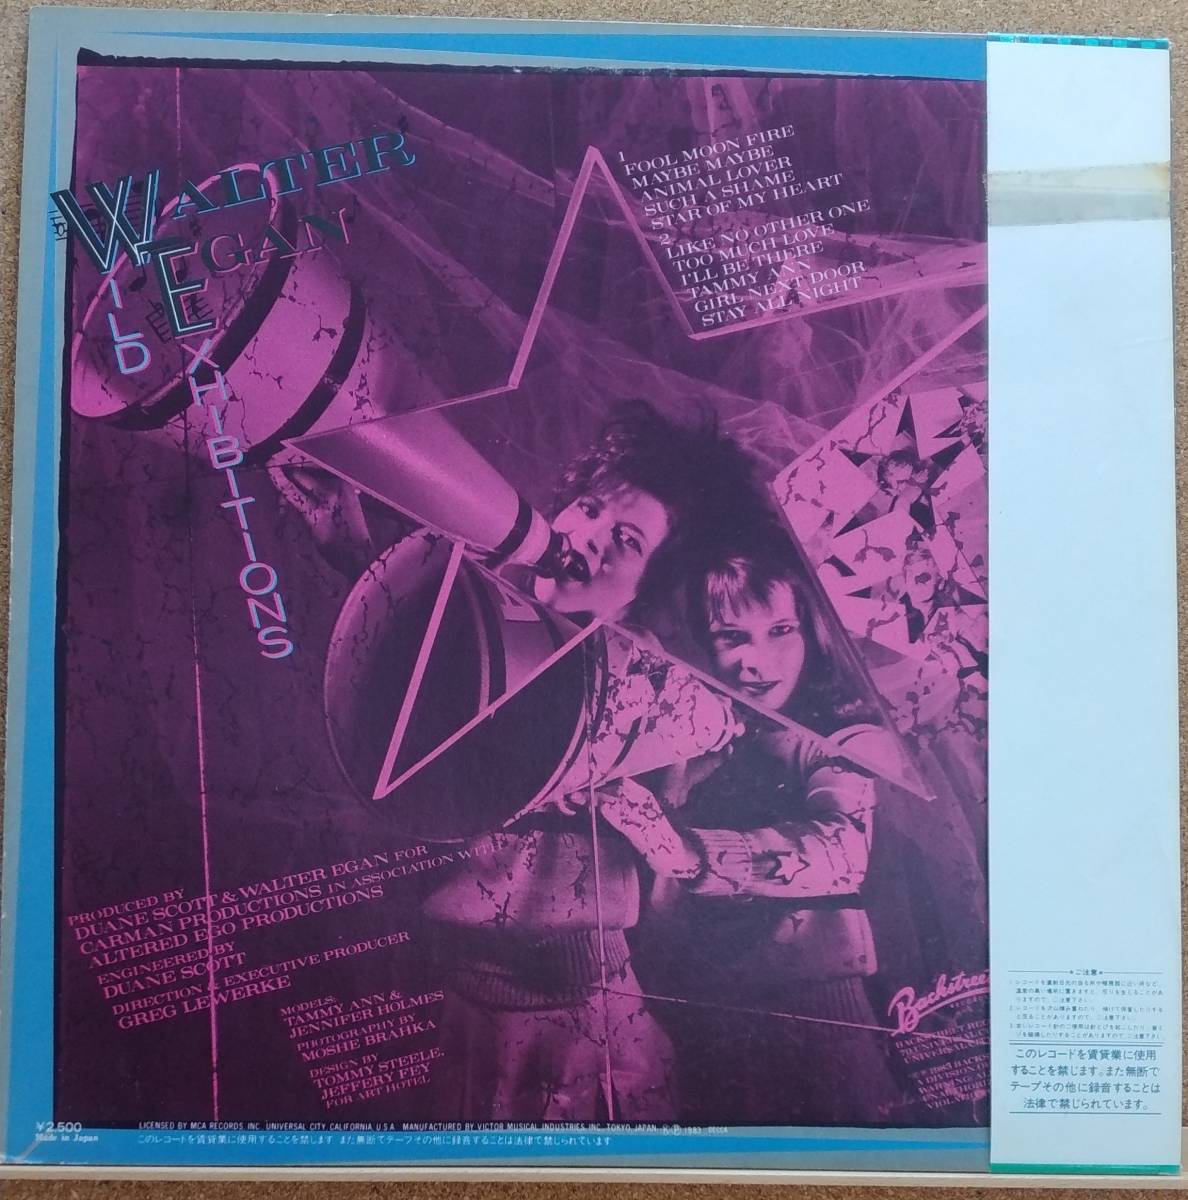 WALTER
EGAN
WILD
EXHIBITIONS
1
FOOL MOON FIRE
MAYBE MAYBE
ANIMAL LOVER
SUCH A SHAME
STAR OF MY HEART
2
LIKE NO OTHER ONE
TOO MUCH LOVE
I'LL BE THERE
TAMMY ANN
GIRL NEXT DOOR
STAY ALL NIGHT
PRODUCED BY
DUANE SCOTT & WALTER EGAN FOR
CARMAN PRODUCTIONS IN ASSOCIATION WITH
ALTERED EGO PRODUCTIONS
ENGINEERED BY
DUANE SCOTT
DIRECTION & EXECUTIVE PRODUCER
GREG LEWERKE
MODELS:
TAMMY ANN &
JENNIFER HOLMES
PHOTOGRAPHY BY
MOSHE BRAHKA
DESIGN BY
TOMMY STEELE,
JEFFERY FEY
FOR ART HOTEL
Backstree
BACKSTREET REC
UNIVERSAL C
A DIVISION O
WARNING: AL
¥2,500
Made in Japan
LICENSED BY MCA RECORDS, INC. UNIVERSAL CITY, CALIFORNIA, U.S.A. MANUFACTURED BY VICTOR MUSICAL INDUSTRIES, INC. TOKYO, JAPAN 1983
このレコードを賃貸業に使用することを禁じます また無断でテープその他に録音することは法律で禁じられています
★ご注意★
このレコードを賃貸業に使用
することを禁じます。また無断で
テープその他に録音することは
法律で禁じられています。